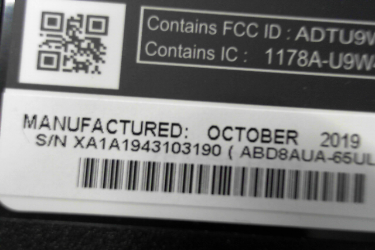 Contains FCC ID : ADTU9W
Contains IC : 1178A-U9W
MANUFACTURED: OCTOBER 2019
S/N XA1A1943103190 ( ABD8AUA-65UL